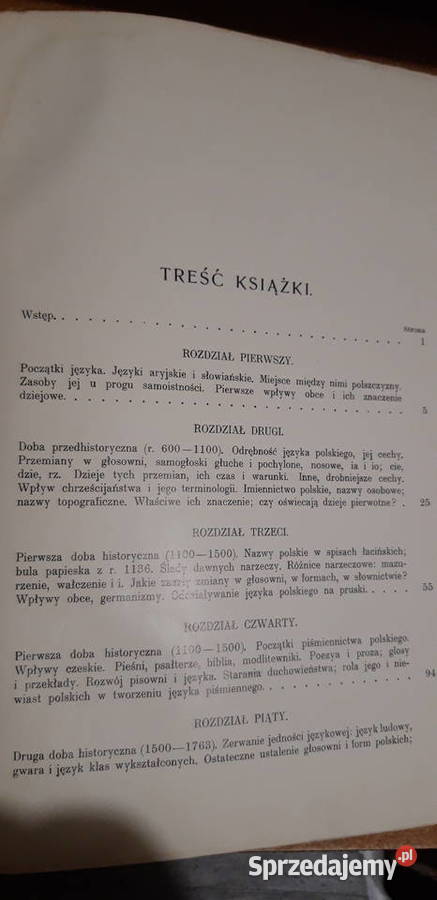 TREŚĆ KSIĄŻKI.
Strona
Wstęp. . . . . . . . . . . . . . . . . . . . . . . . . . . 1
ROZDZIAŁ PIERWSZY.
Początki języka. Języki aryjskie i słowiańskie. Miejsce między nimi polszczyzny.
Zasoby jej u progu samoistności. Pierwsze wpływy obce i ich znaczenie
dziejowe. . . . . . . . . . . . . . . . . . . . . . . . . . 5
ROZDZIAŁ DRUGI.
Doba przedhistoryczna (r. 600—1100). Odrębność języka polskiego, jej cechy.
Przemiany w głosowni, samogłoski głuche i pochylone, nosowe, ia i io; cie,
dzie, rz. Dzieje tych przemian, ich czas i warunki. Inne, drobniejsze cechy.
Wpływ chrześcijaństwa i jego terminologii. Imiennictwo polskie, nazwy osobowe;
nazwy topograficzne. Właściwe ich znaczenie; czy oświecają dzieje pierwotne? . 25
ROZDZIAŁ TRZECI.
Pierwsza doba historyczna (1100—1500). Nazwy polskie w spisach łacińskich;
bula papieska z r. 1136. Ślady dawnych narzeczy. Różnice narzeczowe: mazu-
rzenie, wałczenie i i. Jakie zaszły zmiany w głosowni, w formach, w słownictwie?
Wpływy obce, germanizmy. Oddziaływanie języka polskiego na pruski. . . . 55
ROZDZIAŁ CZWARTY.
Pierwsza doba historyczna (1100—1500). Początki piśmiennictwa polskiego.
Wpływy czeskie. Pieśni, psałterze, biblia, modlitewniki. Poezya i proza; glosy
i przekłady. Rozwój pisowni i języka. Starania duchowieństwa; rola jego i nie-
wiast polskich w tworzeniu języka piśmiennego. . . . . . . . . . . . 94
ROZDZIAŁ PIĄTY.
Druga doba historyczna (1500—1763). Zerwanie jedności językowej: język ludowy,
gwara i język klas wykształconych. Ostateczne ustalenie głosowni i form polskich;
Sprzedajemy.pl